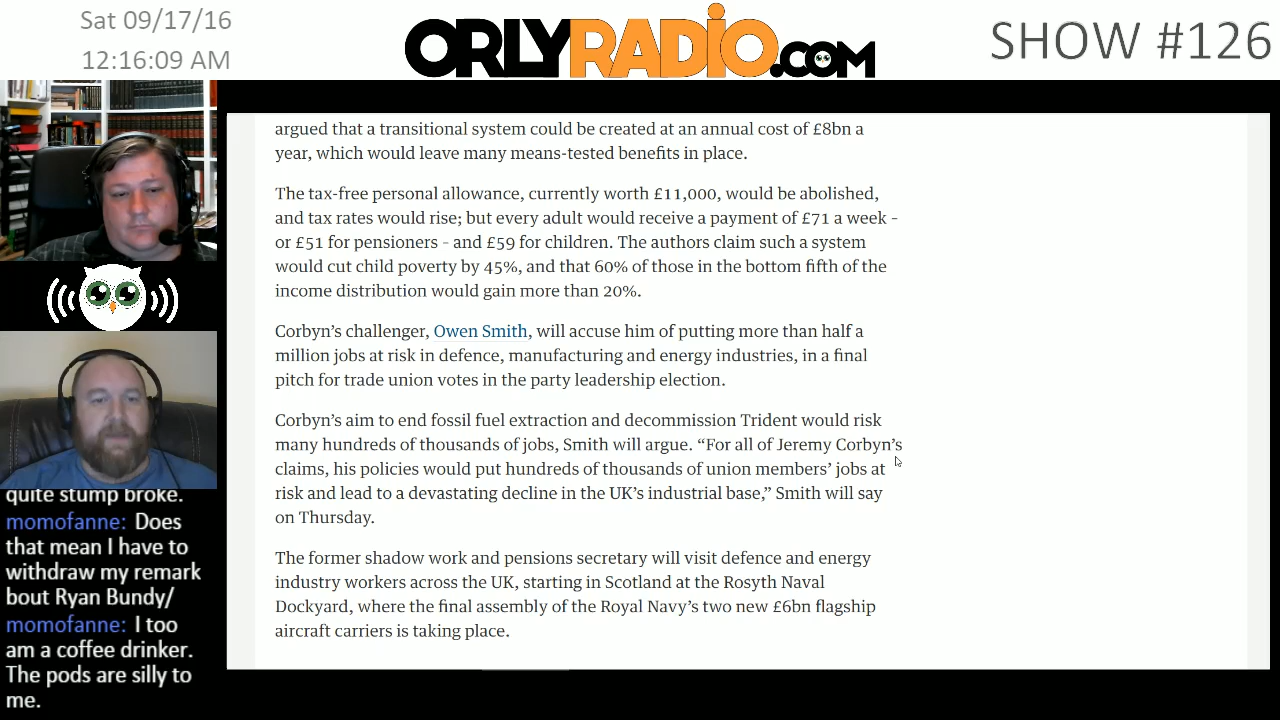 Sat 09/17/16
12:16:09 AM
ORLYRADiO.COM
SHOW #126
argued that a transitional system could be created at an annual cost of £8bn a
year, which would leave many means-tested benefits in place.
The tax-free personal allowance, currently worth £11,000, would be abolished,
and tax rates would rise; but every adult would receive a payment of £71 a week –
or £51 for pensioners – and £59 for children. The authors claim such a system
would cut child poverty by 45%, and that 60% of those in the bottom fifth of the
income distribution would gain more than 20%.
Corbyn’s challenger, Owen Smith, will accuse him of putting more than half a
million jobs at risk in defence, manufacturing and energy industries, in a final
pitch for trade union votes in the party leadership election.
Corbyn’s aim to end fossil fuel extraction and decommission Trident would risk
many hundreds of thousands of jobs, Smith will argue. “For all of Jeremy Corbyn’s
claims, his policies would put hundreds of thousands of union members’ jobs at
risk and lead to a devastating decline in the UK’s industrial base,” Smith will say
on Thursday.
The former shadow work and pensions secretary will visit defence and energy
industry workers across the UK, starting in Scotland at the Rosyth Naval
Dockyard, where the final assembly of the Royal Navy’s two new £6bn flagship
aircraft carriers is taking place.
quite stump broke.
momofanne: Does
that mean I have to
withdraw my remark
bout Ryan Bundy/
momofanne: I too
am a coffee drinker.
The pods are silly to
me.